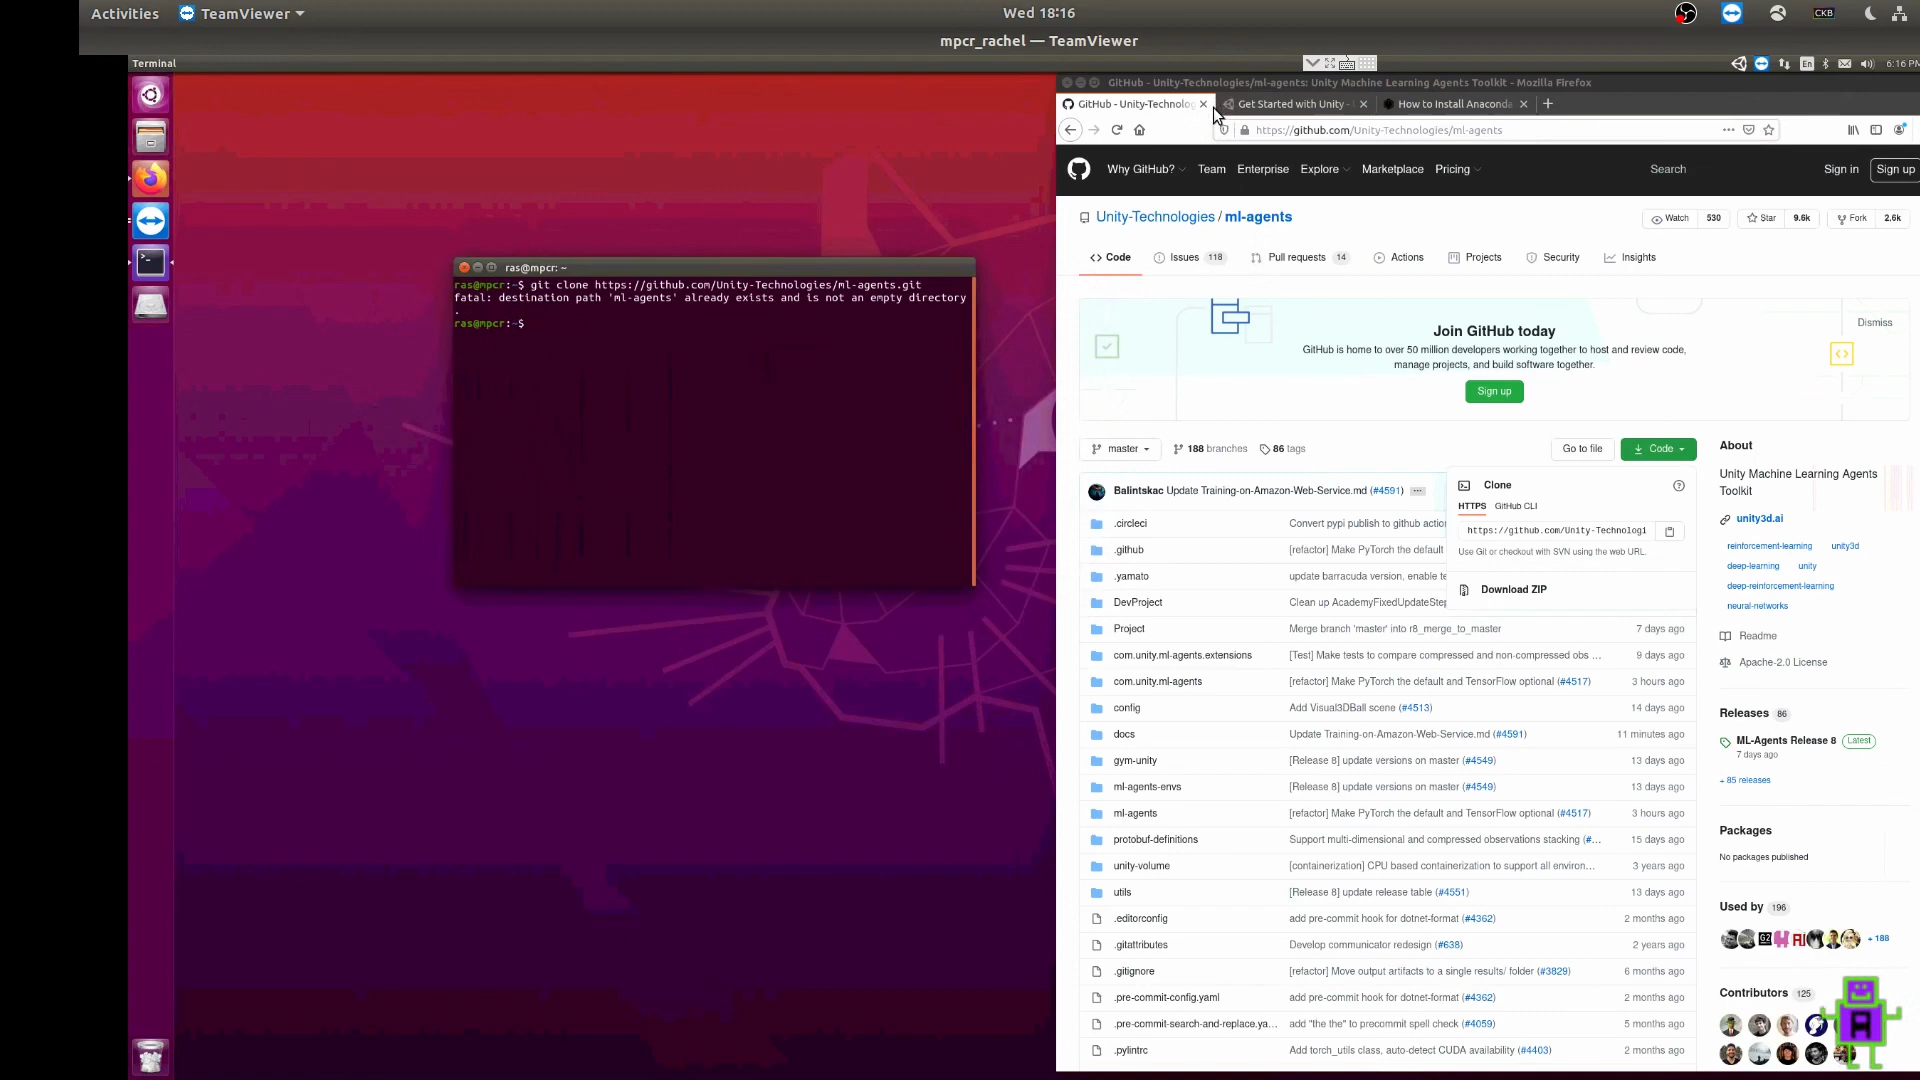 Activities
TeamViewer
Wed 18:16
CKB
mpcr_rachel — TeamViewer
Terminal
En
6:16 PM
ras@mpcr: ~
ras@mpcr:~$ git clone https://github.com/Unity-Technologies/ml-agents.git
fatal: destination path 'ml-agents' already exists and is not an empty directory
.
ras@mpcr:~$
GitHub - Unity-Technologies/ml-agents: Unity Machine Learning Agents Toolkit - Mozilla Firefox
GitHub - Unity-Technolog
Get Started with Unity -
How to Install Anaconda
https://github.com/Unity-Technologies/ml-agents
Why GitHub?
Team
Enterprise
Explore
Marketplace
Pricing
Search
Sign in
Sign up
Unity-Technologies / ml-agents
Watch 530
Star 9.6k
Fork 2.6k
Code
Issues 118
Pull requests 14
Actions
Projects
Security
Insights
Join GitHub today
Dismiss
GitHub is home to over 50 million developers working together to host and review code,
manage projects, and build software together.
Sign up
master
188 branches
86 tags
Go to file
Code
Balintskac Update Training-on-Amazon-Web-Service.md (#4591)
Clone
HTTPS GitHub CLI
https://github.com/Unity-Technologi
Use Git or checkout with SVN using the web URL.
Download ZIP
.circleci Convert pypi publish to github actio
.github [refactor] Make PyTorch the default
.yamato update barracuda version, enable te
DevProject Clean up AcademyFixedUpdateStep
Project Merge branch 'master' into r8_merge_to_master 7 days ago
com.unity.ml-agents.extensions [Test] Make tests to compare compressed and non-compressed obs ... 9 days ago
com.unity.ml-agents [refactor] Make PyTorch the default and TensorFlow optional (#4517) 3 hours ago
config Add Visual3DBall scene (#4513) 14 days ago
docs Update Training-on-Amazon-Web-Service.md (#4591) 11 minutes ago
gym-unity [Release 8] update versions on master (#4549) 13 days ago
ml-agents-envs [Release 8] update versions on master (#4549) 13 days ago
ml-agents [refactor] Make PyTorch the default and TensorFlow optional (#4517) 3 hours ago
protobuf-definitions Support multi-dimensional and compressed observations stacking (#... 15 days ago
unity-volume [containerization] CPU based containerization to support all environ... 3 years ago
utils [Release 8] update release table (#4551) 13 days ago
.editorconfig add pre-commit hook for dotnet-format (#4362) 2 months ago
.gitattributes Develop communicator redesign (#638) 2 years ago
.gitignore [refactor] Move output artifacts to a single results/ folder (#3829) 6 months ago
.pre-commit-config.yaml add pre-commit hook for dotnet-format (#4362) 2 months ago
.pre-commit-search-and-replace.ya... add "the the" to precommit spell check (#4059) 5 months ago
.pylintrc Add torch_utils class, auto-detect CUDA availability (#4403) 2 months ago
About
Unity Machine Learning Agents
Toolkit
unity3d.ai
reinforcement-learning unity3d
deep-learning unity
deep-reinforcement-learning
neural-networks
Readme
Apache-2.0 License
Releases 86
ML-Agents Release 8 Latest
7 days ago
+ 85 releases
Packages
No packages published
Used by 196
+ 188
Contributors 125
A